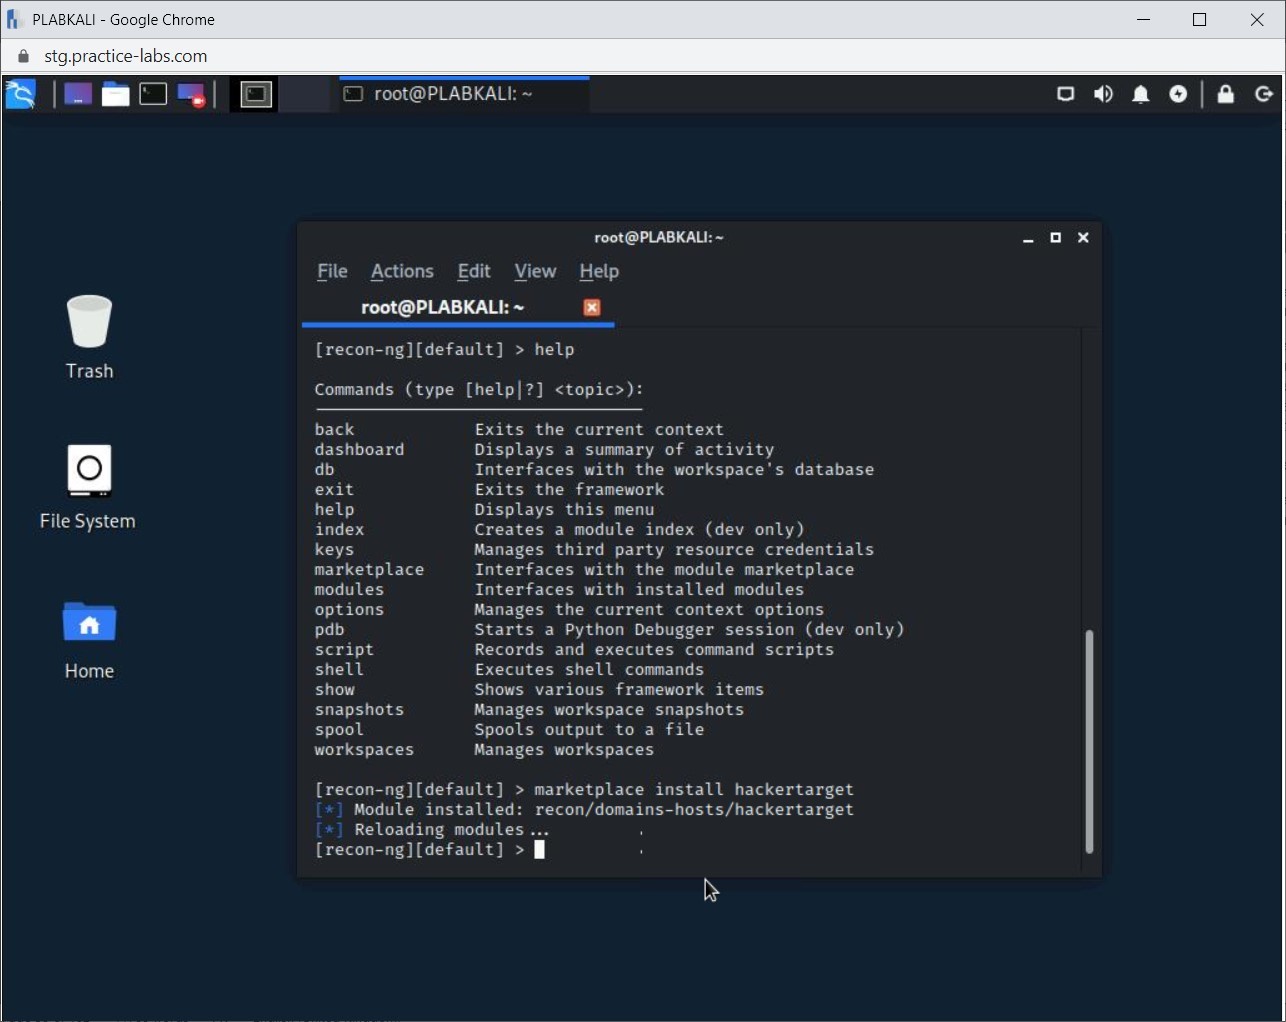 PLABKALI - Google Chrome
stg.practice-labs.com
root@PLABKALI: ~
root@PLABKALI:~
File Actions Edit View Help
root@PLABKALI: ~
Trash
File System
Home
[recon-ng][default] > help
Commands (type [help|?] <topic>):
back Exits the current context
dashboard Displays a summary of activity
db Interfaces with the workspace's database
exit Exits the framework
help Displays this menu
index Creates a module index (dev only)
keys Manages third party resource credentials
marketplace Interfaces with the module marketplace
modules Interfaces with installed modules
options Manages the current context options
pdb Starts a Python Debugger session (dev only)
script Records and executes command scripts
shell Executes shell commands
show Shows various framework items
snapshots Manages workspace snapshots
spool Spools output to a file
workspaces Manages workspaces
[recon-ng][default] > marketplace install hackertarget
[*] Module installed: recon/domains-hosts/hackertarget
[*] Reloading modules...
[recon-ng][default] >